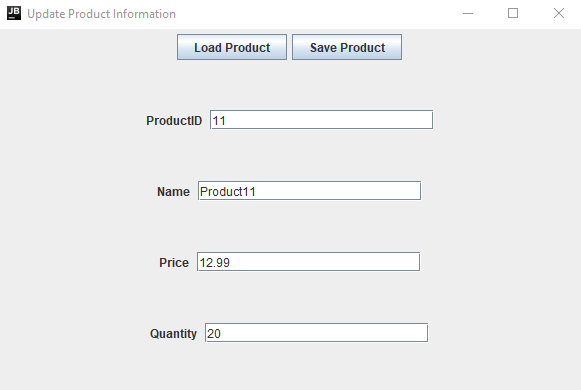 JB
Update Product Information
Load Product Save Product
ProductID 11
Name Product11
Price 12.99
Quantity 20